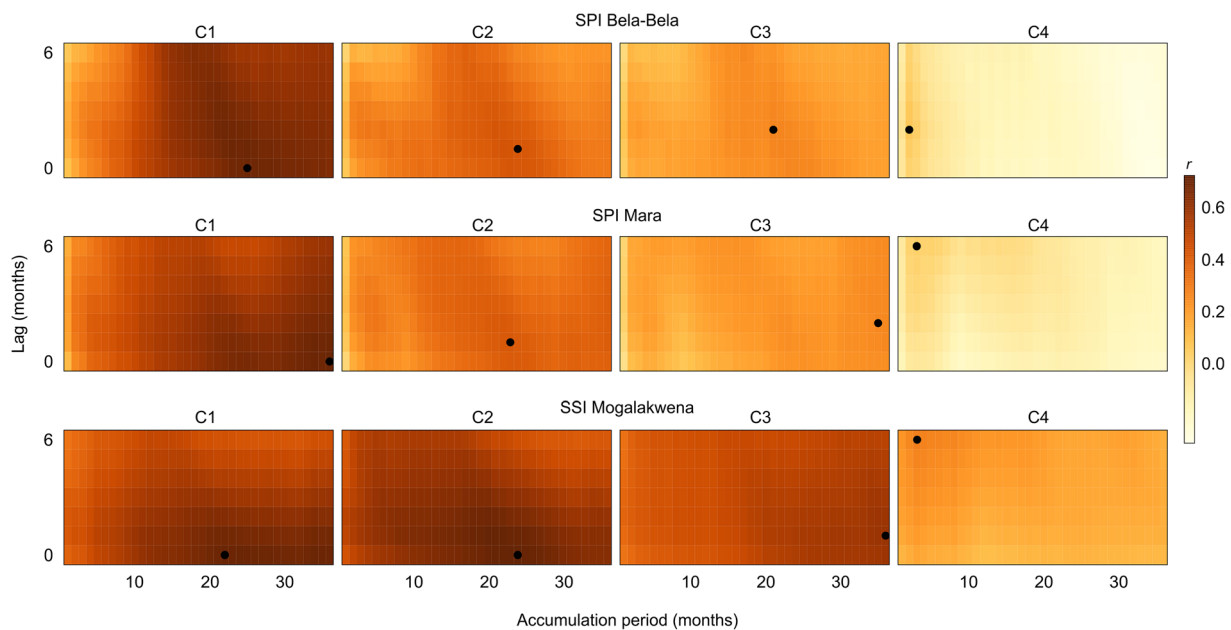 SPI Bela-Bela
C1 C2 C3 C4
6
0
r
0.6
0.4
0.2
0.0
SPI Mara
C1 C2 C3 C4
6
0
Lag (months)
SSI Mogalakwena
C1 C2 C3 C4
6
0
10 20 30 10 20 30 10 20 30 10 20 30
Accumulation period (months)